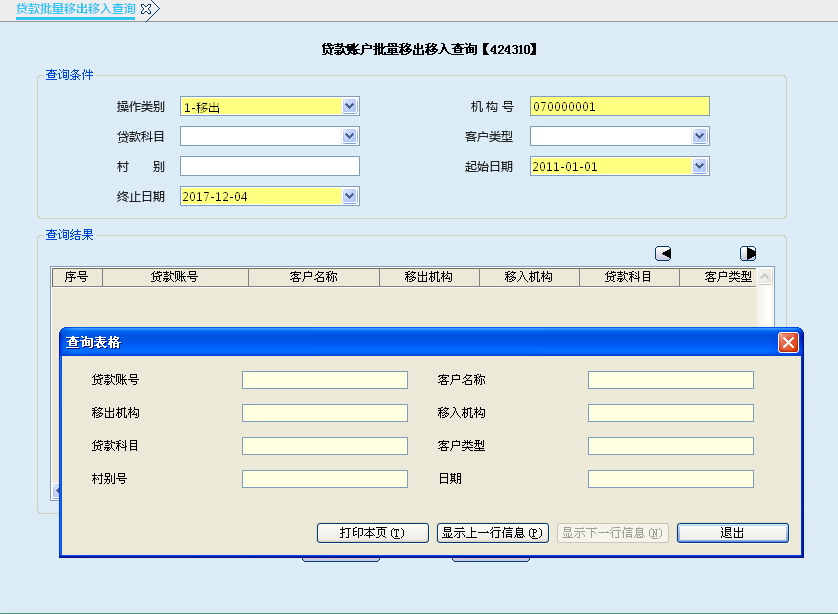 贷款批量移出移入查询
贷款账户批量移出移入查询【424310】
查询条件
操作类别 1-移出 机 构 号 070000001
贷款科目 客户类型
村 别 起始日期 2011-01-01
终止日期 2017-12-04
查询结果
序号 贷款账号 客户名称 移出机构 移入机构 贷款科目 客户类型
查询表格
贷款账号 客户名称
移出机构 移入机构
贷款科目 客户类型
村别号 日期
打印本页(T) 显示上一行信息(P) 显示下一行信息(N) 退出